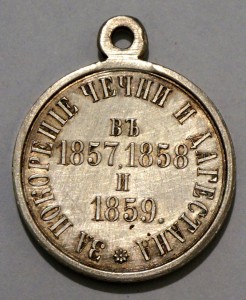 ЗА ПОКОРЕНІЕ ЧЕЧНИ И ДАГЕСТАНА
ВЪ
1857, 1858
И
1859.